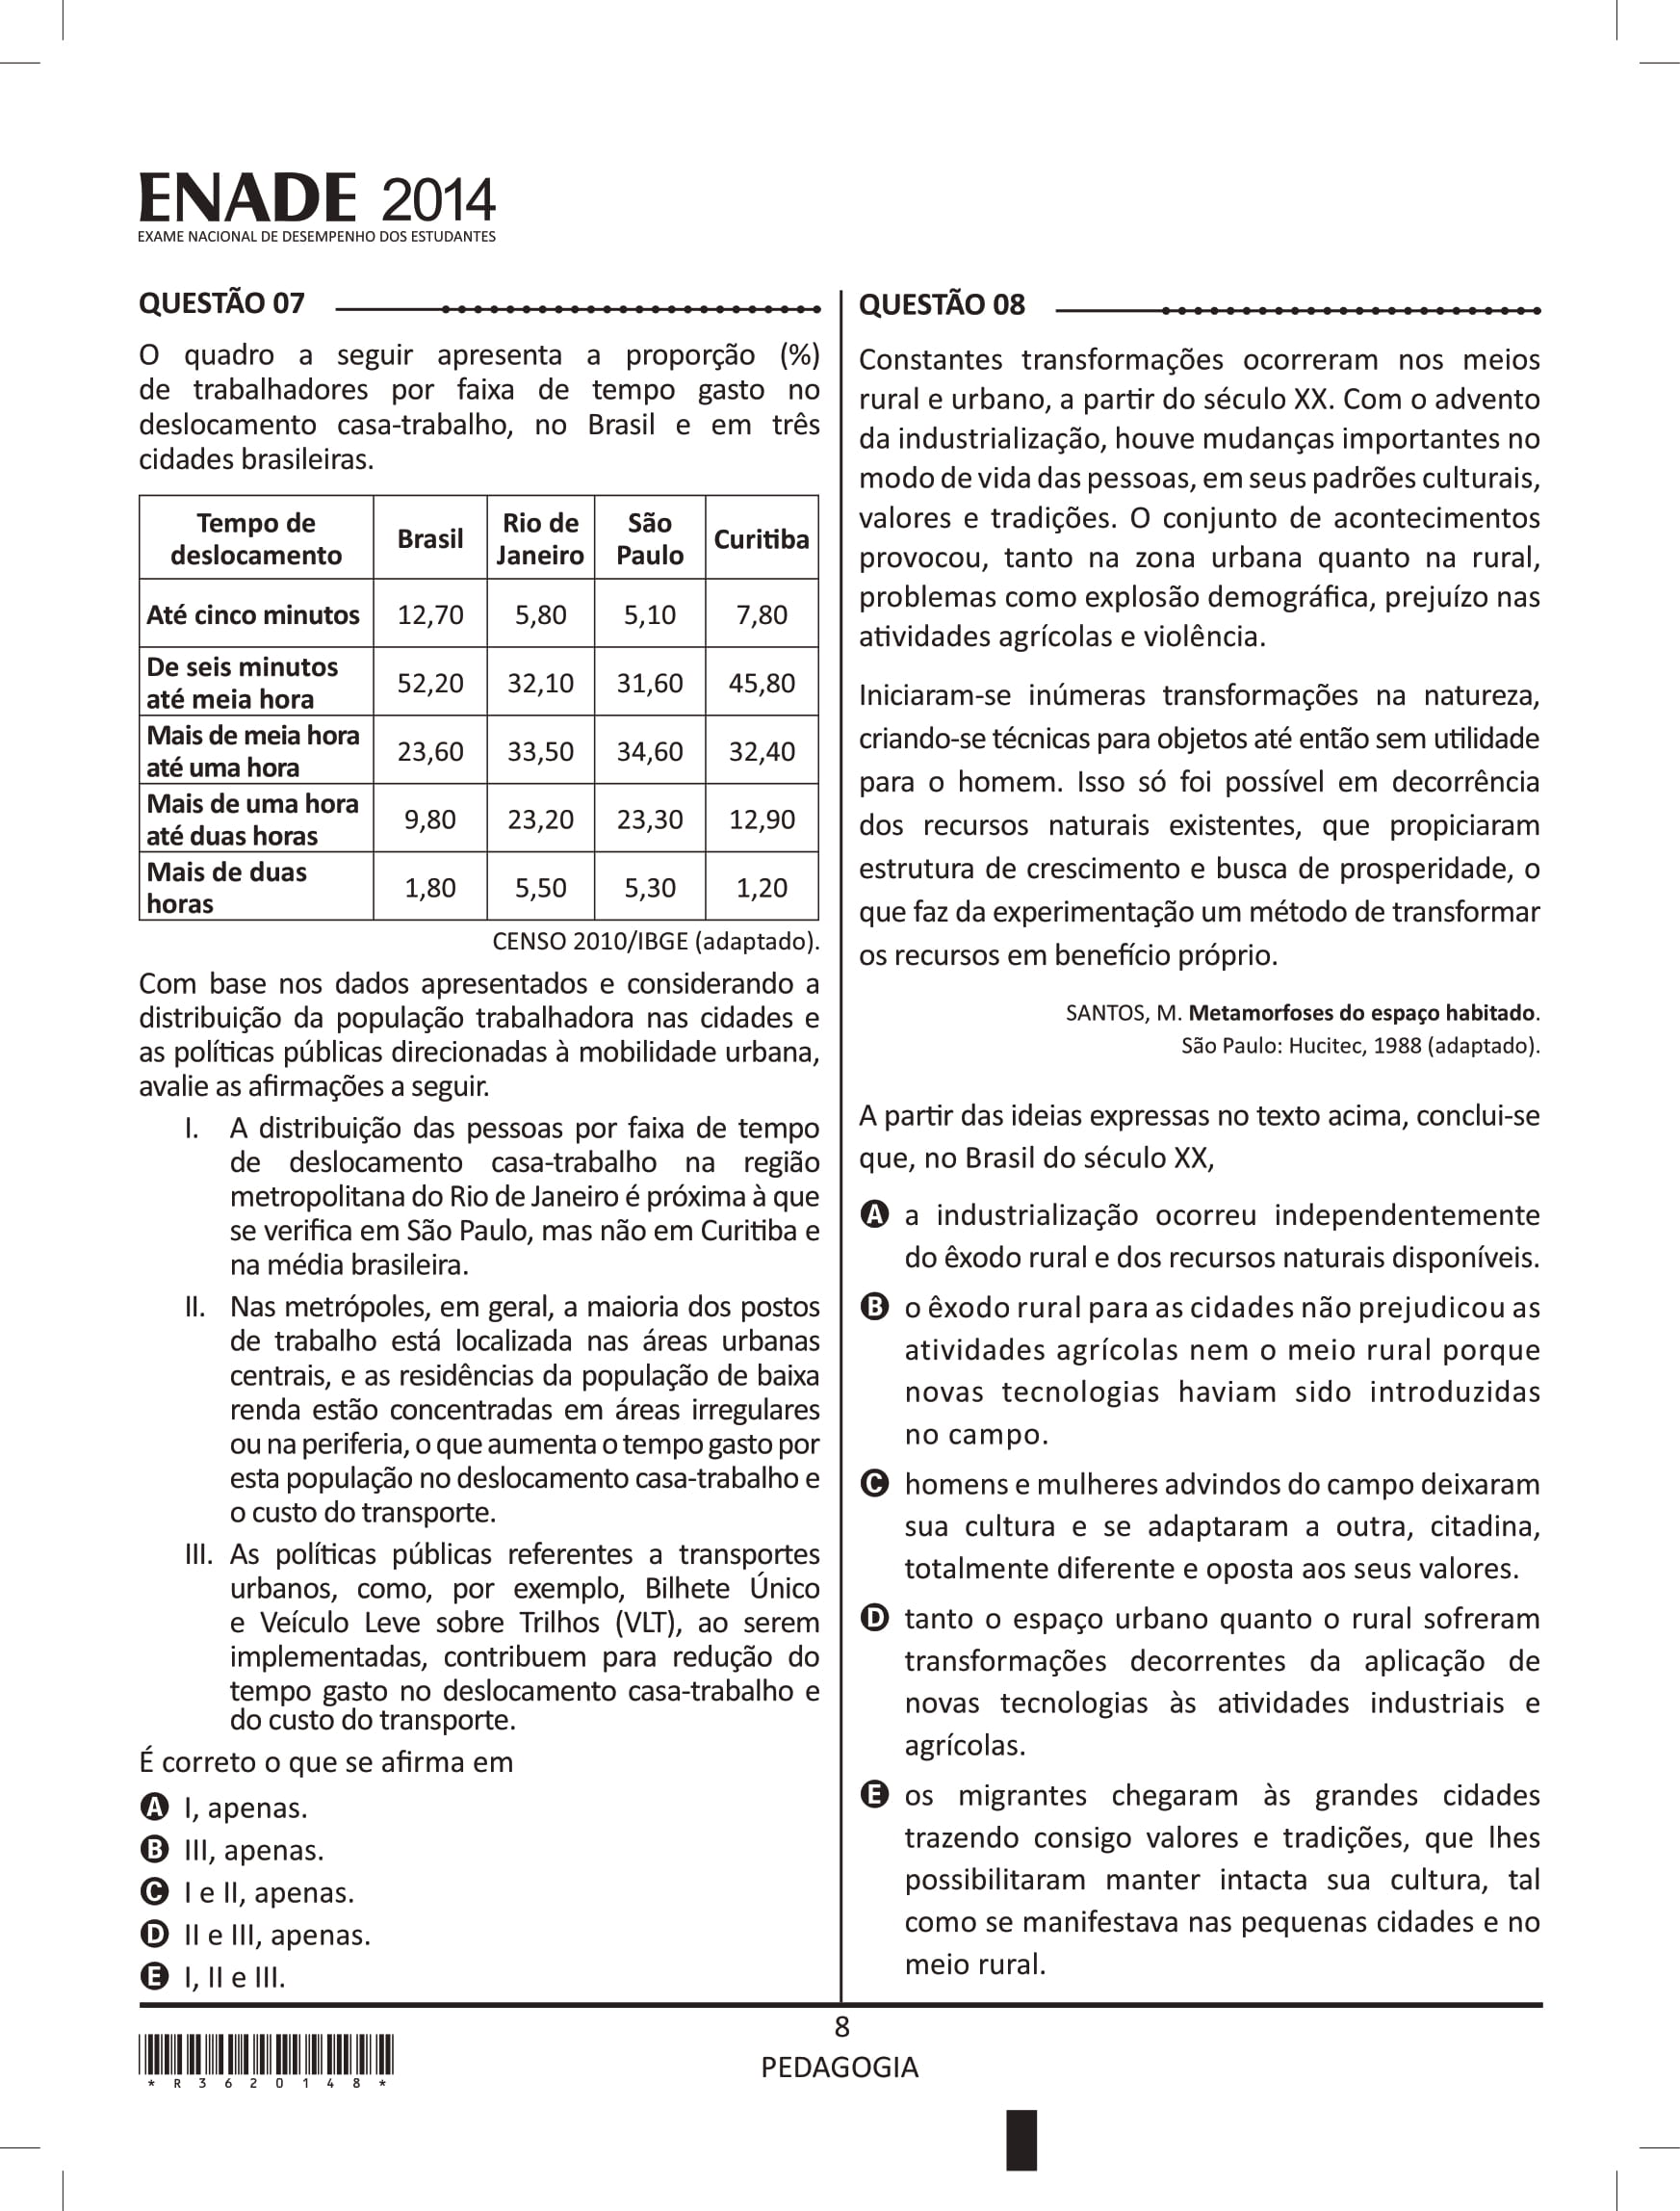 ENADE 2014
EXAME NACIONAL DE DESEMPENHO DOS ESTUDANTES
QUESTÃO 07
O quadro a seguir apresenta a proporção (%)
de trabalhadores por faixa de tempo gasto no
deslocamento casa-trabalho, no Brasil e em três
cidades brasileiras.
Tempo de deslocamento Brasil Rio de Janeiro São Paulo Curitiba
Até cinco minutos 12,70 5,80 5,10 7,80
De seis minutos até meia hora 52,20 32,10 31,60 45,80
Mais de meia hora até uma hora 23,60 33,50 34,60 32,40
Mais de uma hora até duas horas 9,80 23,20 23,30 12,90
Mais de duas horas 1,80 5,50 5,30 1,20
CENSO 2010/IBGE (adaptado).
Com base nos dados apresentados e considerando a
distribuição da população trabalhadora nas cidades e
as políticas públicas direcionadas à mobilidade urbana,
avalie as afirmações a seguir.
I. A distribuição das pessoas por faixa de tempo
de deslocamento casa-trabalho na região
metropolitana do Rio de Janeiro é próxima à que
se verifica em São Paulo, mas não em Curitiba e
na média brasileira.
II. Nas metrópoles, em geral, a maioria dos postos
de trabalho está localizada nas áreas urbanas
centrais, e as residências da população de baixa
renda estão concentradas em áreas irregulares
ou na periferia, o que aumenta o tempo gasto por
esta população no deslocamento casa-trabalho e
o custo do transporte.
III. As políticas públicas referentes a transportes
urbanos, como, por exemplo, Bilhete Único
e Veículo Leve sobre Trilhos (VLT), ao serem
implementadas, contribuem para redução do
tempo gasto no deslocamento casa-trabalho e
do custo do transporte.
É correto o que se afirma em
A I, apenas.
B III, apenas.
C I e II, apenas.
D II e III, apenas.
E I, II e III.
QUESTÃO 08
Constantes transformações ocorreram nos meios
rural e urbano, a partir do século XX. Com o advento
da industrialização, houve mudanças importantes no
modo de vida das pessoas, em seus padrões culturais,
valores e tradições. O conjunto de acontecimentos
provocou, tanto na zona urbana quanto na rural,
problemas como explosão demográfica, prejuízo nas
atividades agrícolas e violência.
Iniciaram-se inúmeras transformações na natureza,
criando-se técnicas para objetos até então sem utilidade
para o homem. Isso só foi possível em decorrência
dos recursos naturais existentes, que propiciaram
estrutura de crescimento e busca de prosperidade, o
que faz da experimentação um método de transformar
os recursos em benefício próprio.
SANTOS, M. Metamorfoses do espaço habitado.
São Paulo: Hucitec, 1988 (adaptado).
A partir das ideias expressas no texto acima, conclui-se
que, no Brasil do século XX,
A a industrialização ocorreu independentemente
do êxodo rural e dos recursos naturais disponíveis.
B o êxodo rural para as cidades não prejudicou as
atividades agrícolas nem o meio rural porque
novas tecnologias haviam sido introduzidas
no campo.
C homens e mulheres advindos do campo deixaram
sua cultura e se adaptaram a outra, citadina,
totalmente diferente e oposta aos seus valores.
D tanto o espaço urbano quanto o rural sofreram
transformações decorrentes da aplicação de
novas tecnologias às atividades industriais e
agrícolas.
E os migrantes chegaram às grandes cidades
trazendo consigo valores e tradições, que lhes
possibilitaram manter intacta sua cultura, tal
como se manifestava nas pequenas cidades e no
meio rural.
8
PEDAGOGIA
* R 3 6 2 0 1 4 8 *